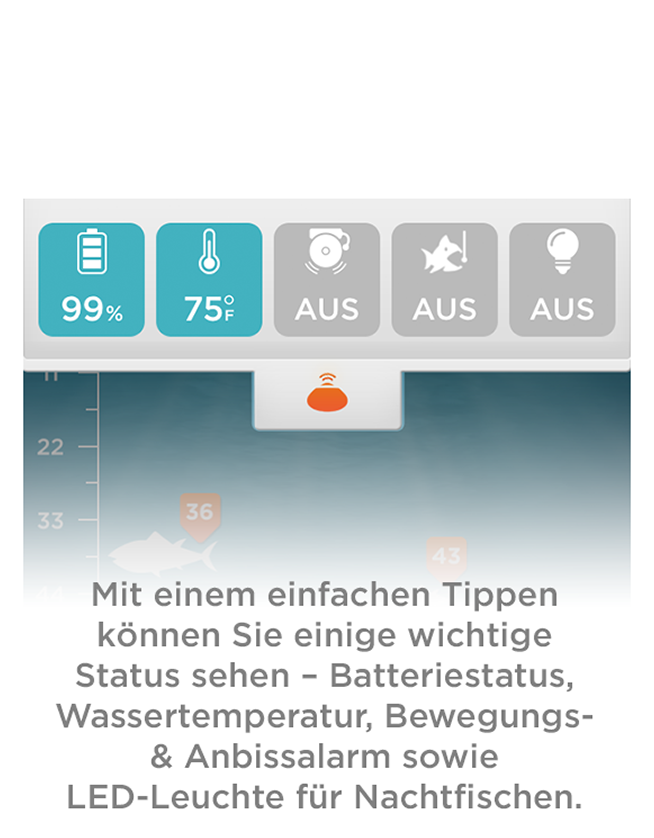 99% 75°F AUS AUS AUS
11
22
33
36
43
44
Mit einem einfachen Tippen
können Sie einige wichtige
Status sehen – Batteriestatus,
Wassertemperatur, Bewegungs-
& Anbissalarm sowie
LED-Leuchte für Nachtfischen.